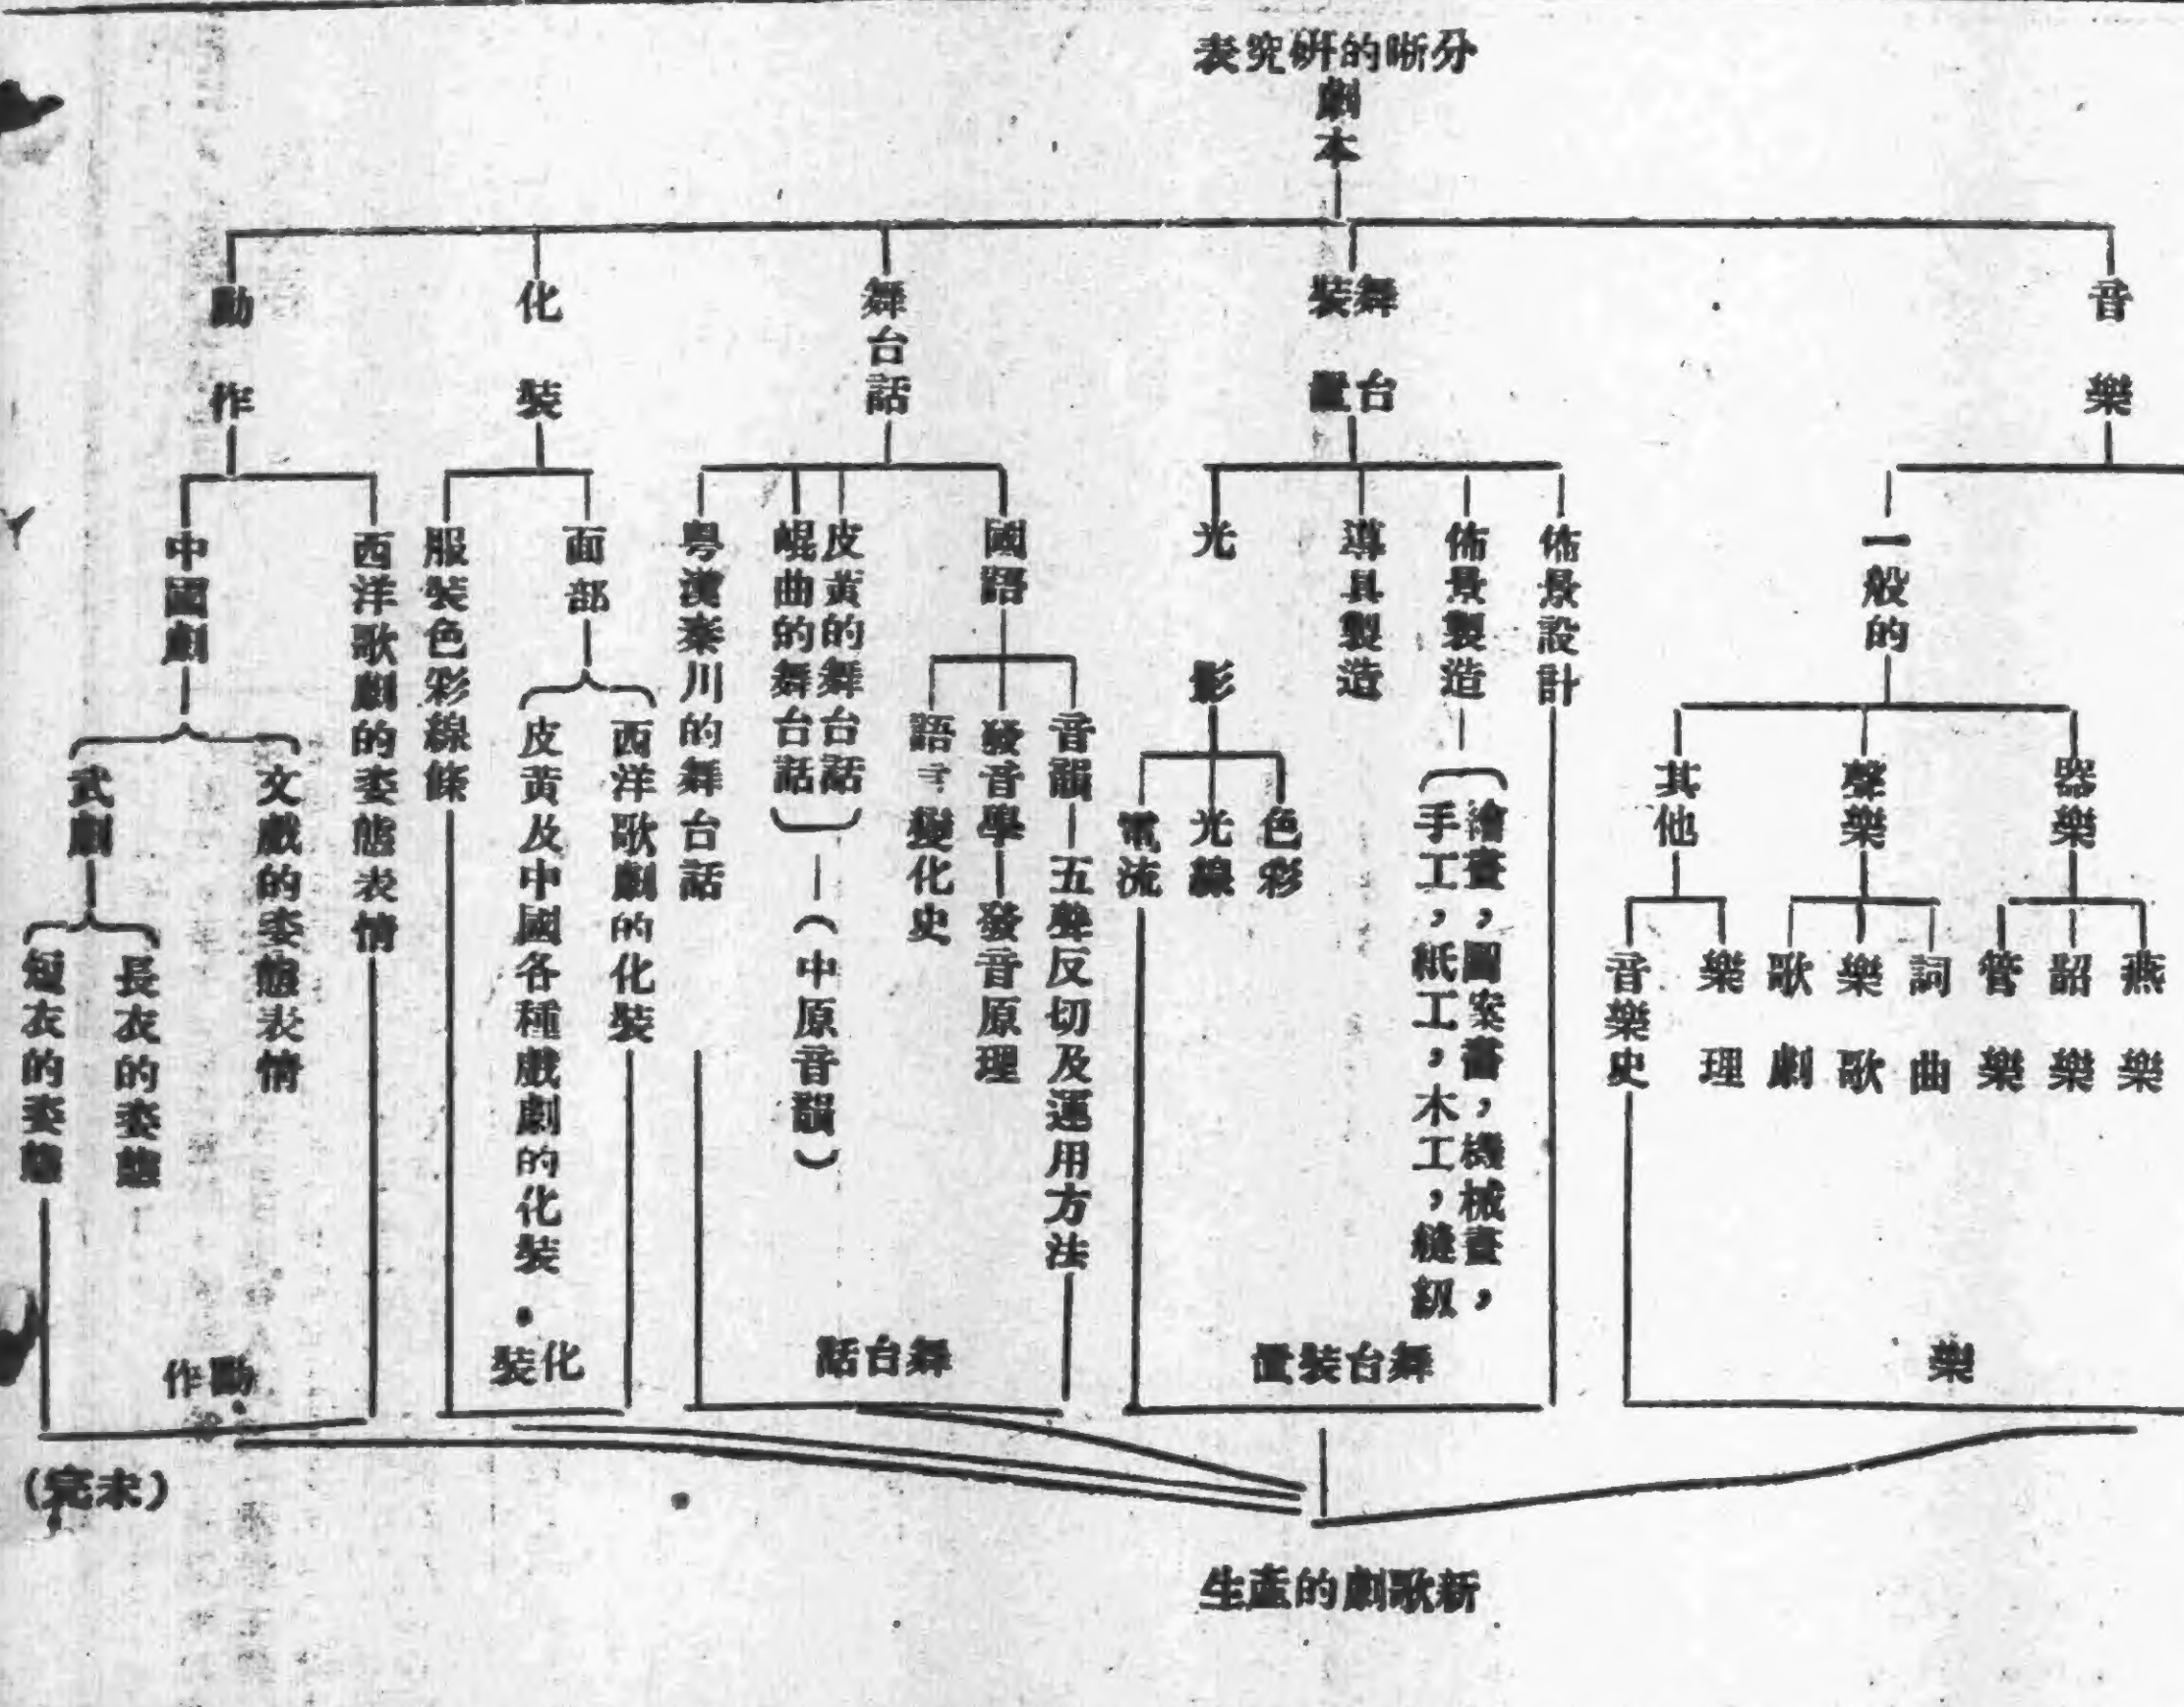 分晰的研究表
劇本
音樂
舞台裝置
舞台話
化裝
動作
一般的
器樂
燕樂
韶樂
管樂
聲樂
詞曲
樂歌
歌劇
其他
樂理
音樂史
佈景設計
佈景製造
繪畫，圖案畫，機械畫，
手工，紙工，木工，縫紉
導具製造
光影
色彩
光線
電流
國語
音韻—五聲反切及運用方法
發音學—發音原理
語言變化史
皮黃的舞台話
崐曲的舞台話
（中原音韻）
粵漢秦川的舞台話
面部
西洋歌劇的化裝
皮黃及中國各種戲劇的化裝．
服裝色彩線條
西洋歌劇的姿態表情
中國劇
文戲的姿態表情
武劇
長衣的姿態
短衣的姿態
樂
舞台裝置
舞台話
化裝
動作
新歌劇的產生
(未完)